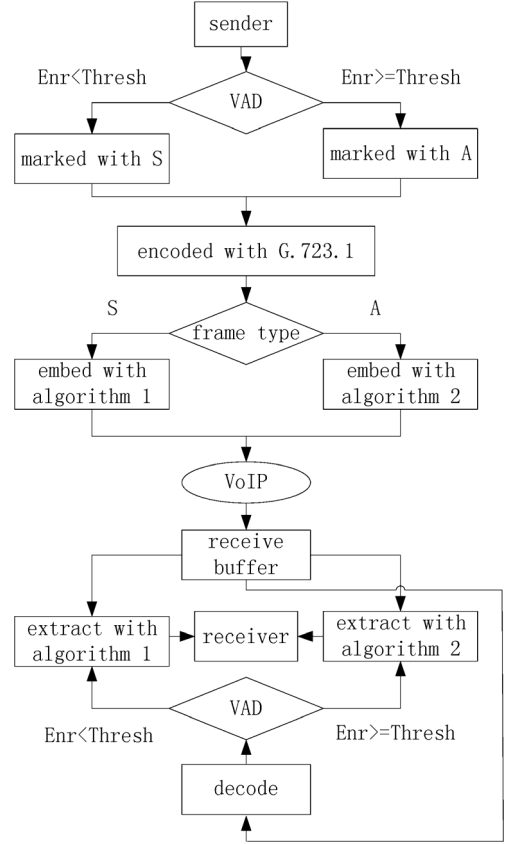 sender
Enr<Thresh
Enr>=Thresh
VAD
marked with S
marked with A
encoded with G.723.1
S
A
frame type
embed with
algorithm 1
embed with
algorithm 2
VoIP
receive
buffer
extract with
algorithm 1
receiver
extract with
algorithm 2
VAD
Enr<Thresh
Enr>=Thresh
decode